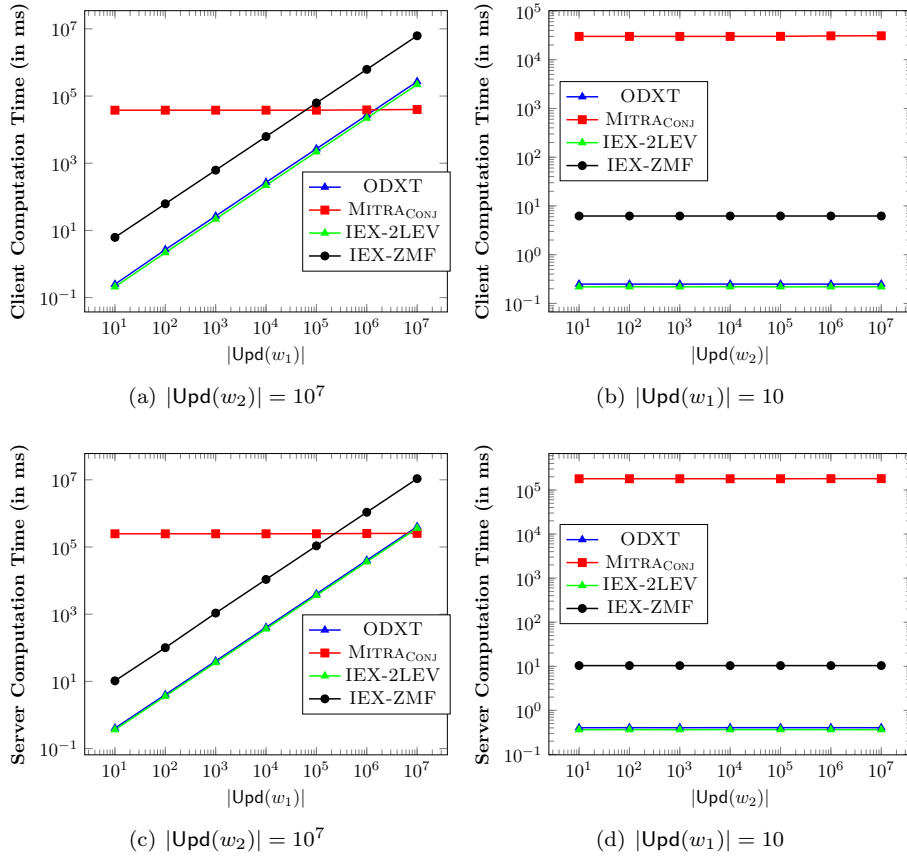 Client Computation Time (in ms)
10^7
10^5
10^3
10^1
10^−1
ODXT
MITRA_CONJ
IEX-2LEV
IEX-ZMF
10^1 10^2 10^3 10^4 10^5 10^6 10^7
|Upd(w_1)|
(a) |Upd(w_2)| = 10^7
Client Computation Time (in ms)
10^5
10^4
10^3
10^2
10^1
10^0
10^−1
ODXT
MITRA_CONJ
IEX-2LEV
IEX-ZMF
10^1 10^2 10^3 10^4 10^5 10^6 10^7
|Upd(w_2)|
(b) |Upd(w_1)| = 10
Server Computation Time (in ms)
10^7
10^5
10^3
10^1
10^−1
ODXT
MITRA_CONJ
IEX-2LEV
IEX-ZMF
10^1 10^2 10^3 10^4 10^5 10^6 10^7
|Upd(w_1)|
(c) |Upd(w_2)| = 10^7
Server Computation Time (in ms)
10^5
10^4
10^3
10^2
10^1
10^0
10^−1
ODXT
MITRA_CONJ
IEX-2LEV
IEX-ZMF
10^1 10^2 10^3 10^4 10^5 10^6 10^7
|Upd(w_2)|
(d) |Upd(w_1)| = 10